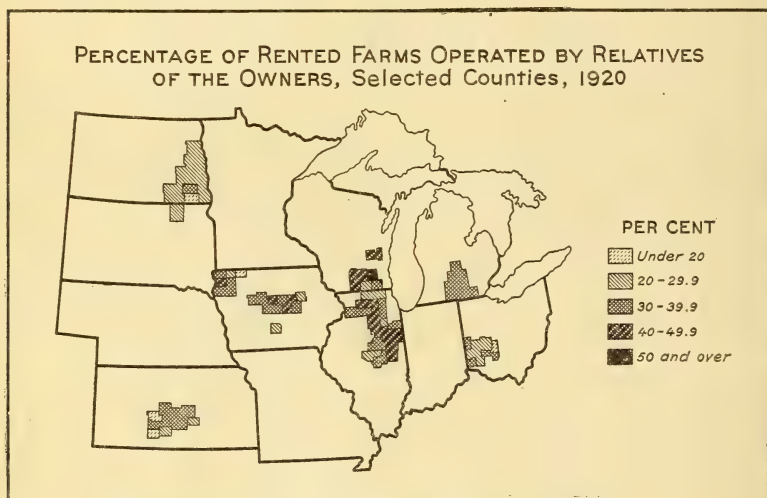 PERCENTAGE OF RENTED FARMS OPERATED BY RELATIVES
OF THE OWNERS, Selected Counties, 1920
PER CENT
Under 20
20-29.9
30-39.9
40-49.9
50 and over